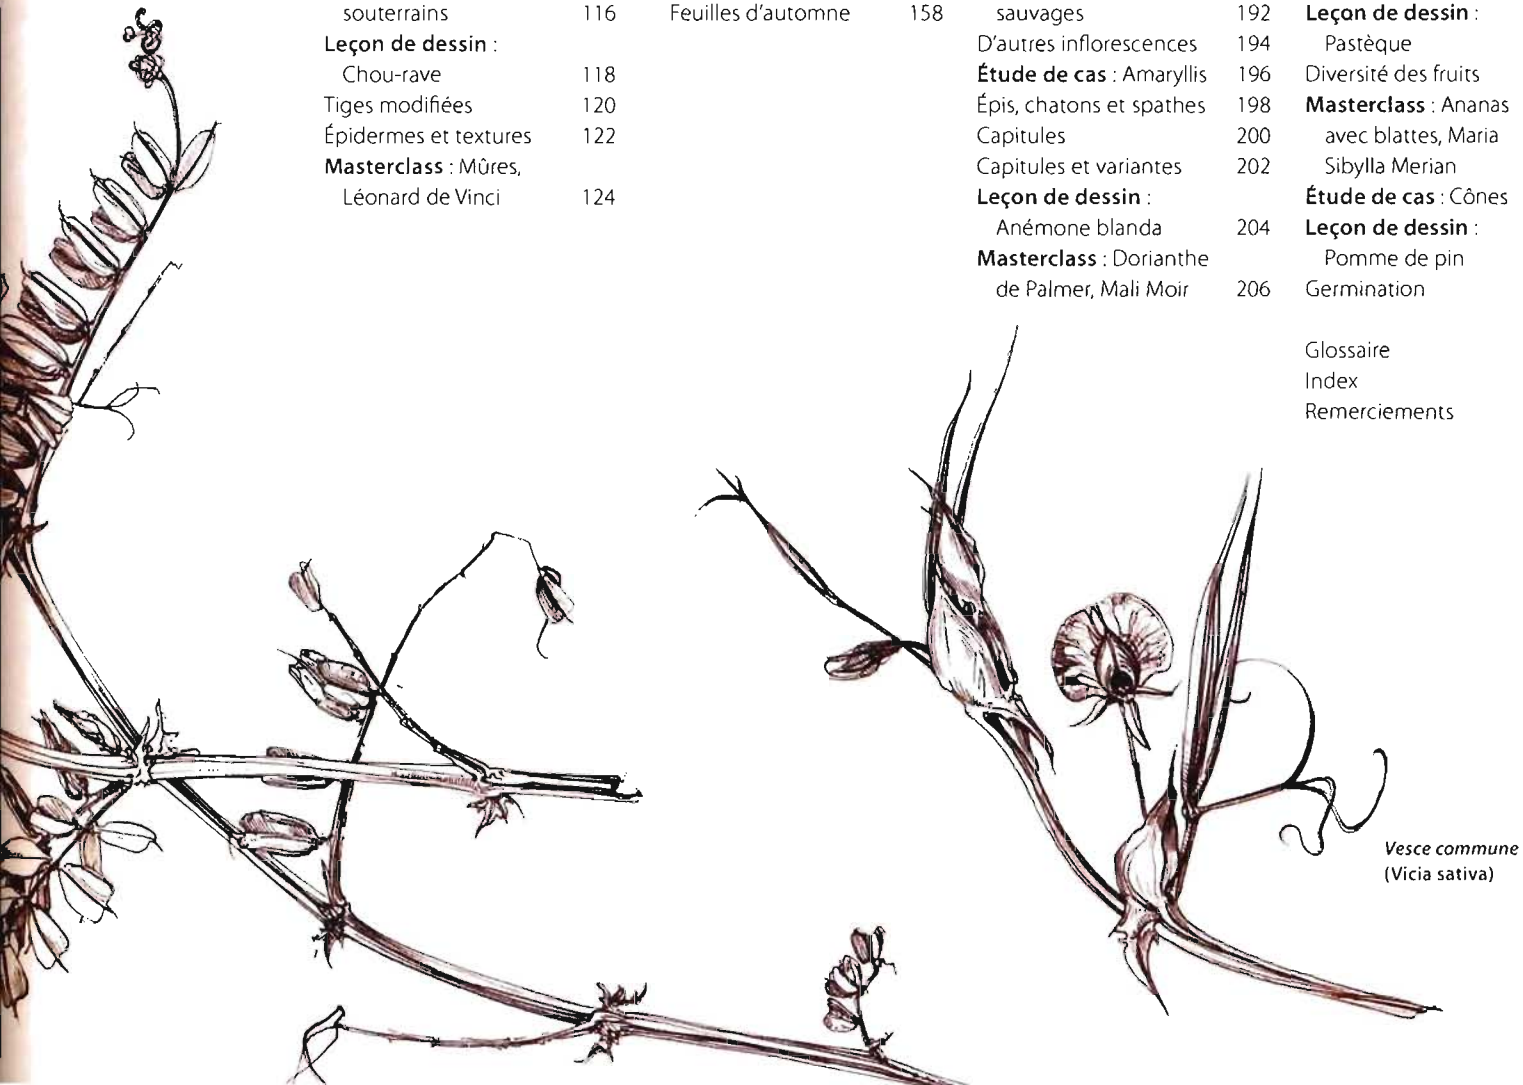 souterrains 116
Leçon de dessin :
Chou-rave 118
Tiges modifiées 120
Épidermes et textures 122
Masterclass : Mûres,
Léonard de Vinci 124
Feuilles d'automne 158
sauvages 192
D'autres inflorescences 194
Étude de cas : Amaryllis 196
Épis, chatons et spathes 198
Capitules 200
Capitules et variantes 202
Leçon de dessin :
Anémone blanda 204
Masterclass : Dorianthe
de Palmer, Mali Moir 206
Leçon de dessin :
Pastèque
Diversité des fruits
Masterclass : Ananas
avec blattes, Maria
Sibylla Merian
Étude de cas : Cônes
Leçon de dessin :
Pomme de pin
Germination
Glossaire
Index
Remerciements
Vesce commune
(Vicia sativa)